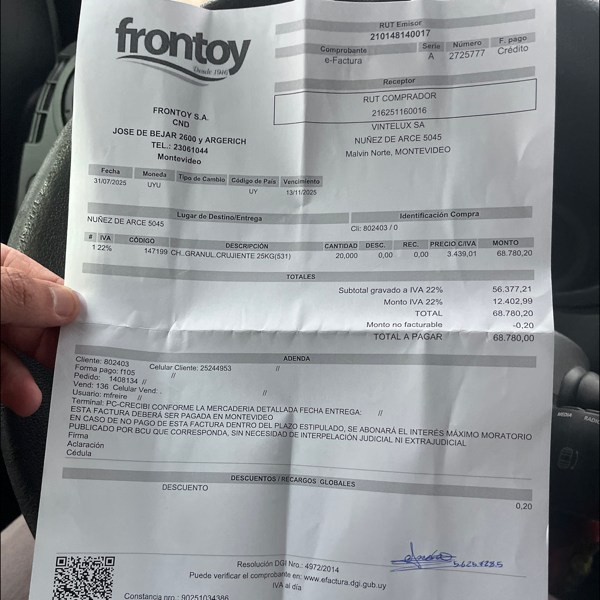 frontoy
Desde 1940
FRONTOY S.A.
CND
JOSE DE BEJAR 2600 y ARGERICH
TEL.: 23061044
Montevideo
RUT Emisor
210148140017
Comprobante Serie Número F. pago
e-Factura A 2725777 Crédito
Receptor
RUT COMPRADOR
216251160016
VINTELUX SA
NUÑEZ DE ARCE 5045
Malvin Norte, MONTEVIDEO
Fecha Moneda Tipo de Cambio Código de País Vencimiento
31/07/2025 UYU UY 13/11/2025
Lugar de Destino/Entrega Identificación Compra
NUÑEZ DE ARCE 5045 Cli: 802403 / 0
# IVA CÓDIGO DESCRIPCIÓN CANTIDAD DESC. REC. PRECIO C/IVA MONTO
1 22% 147199 CH..GRANUL.CRUJIENTE 25KG(531) 20,000 0,00 0,00 3.439,01 68.780,20
TOTALES
Subtotal gravado a IVA 22% 56.377,21
Monto IVA 22% 12.402,99
TOTAL 68.780,20
Monto no facturable -0,20
TOTAL A PAGAR 68.780,00
ADENDA
Cliente: 802403 Celular Cliente: 25244953 //
Forma pago: f105 //
Pedido: 1408134 //
Vend: 136 Celular Vend: . //
Usuario: mfreire //
Terminal: PC-CRECIBI CONFORME LA MERCADERIA DETALLADA FECHA ENTREGA: //
ESTA FACTURA DEBERÁ SER PAGADA EN MONTEVIDEO
EN CASO DE NO PAGO DE ESTA FACTURA DENTRO DEL PLAZO ESTIPULADO, SE ABONARÁ EL INTERÉS MÁXIMO MORATORIO
PUBLICADO POR BCU QUE CORRESPONDA, SIN NECESIDAD DE INTERPELACIÓN JUDICIAL NI EXTRAJUDICIAL
Firma
Aclaración
Cédula
DESCUENTOS / RECARGOS GLOBALES
DESCUENTO 0,20
Resolución DGI Nro.: 4972/2014
Puede verificar el comprobante en: www.efactura.dgi.gub.uy
IVA al día
Constancia nro.: 90251034386
MEDIA